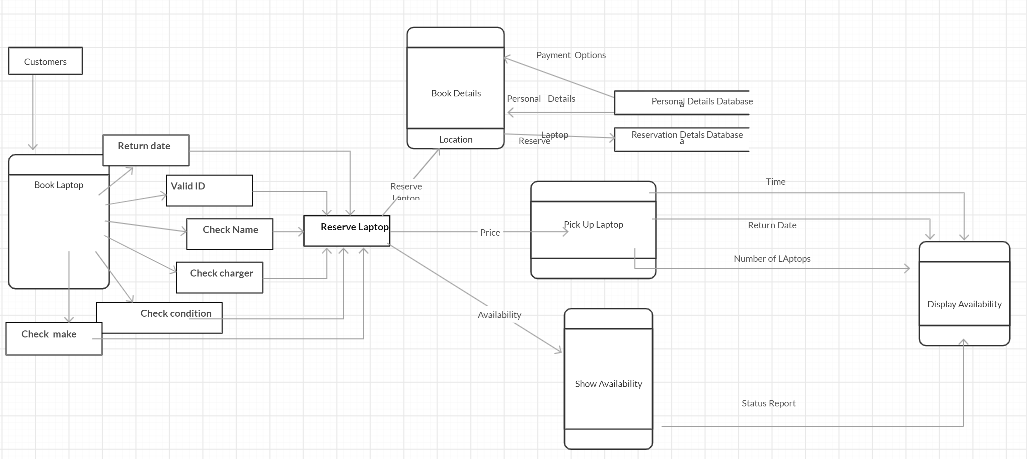 Customers
Return date
Book Laptop
Valid ID
Check Name
Check charger
Check condition
Check make
Reserve Laptop
Reserve
Laptop
Book Details
Location
Payment Options
Personal Details
Laptop
Reserve
Personal Details Database
a
Reservation Detals Database
a
Price
Pick Up Laptop
Time
Return Date
Number of LAptops
Display Availability
Availability
Show Availability
Status Report